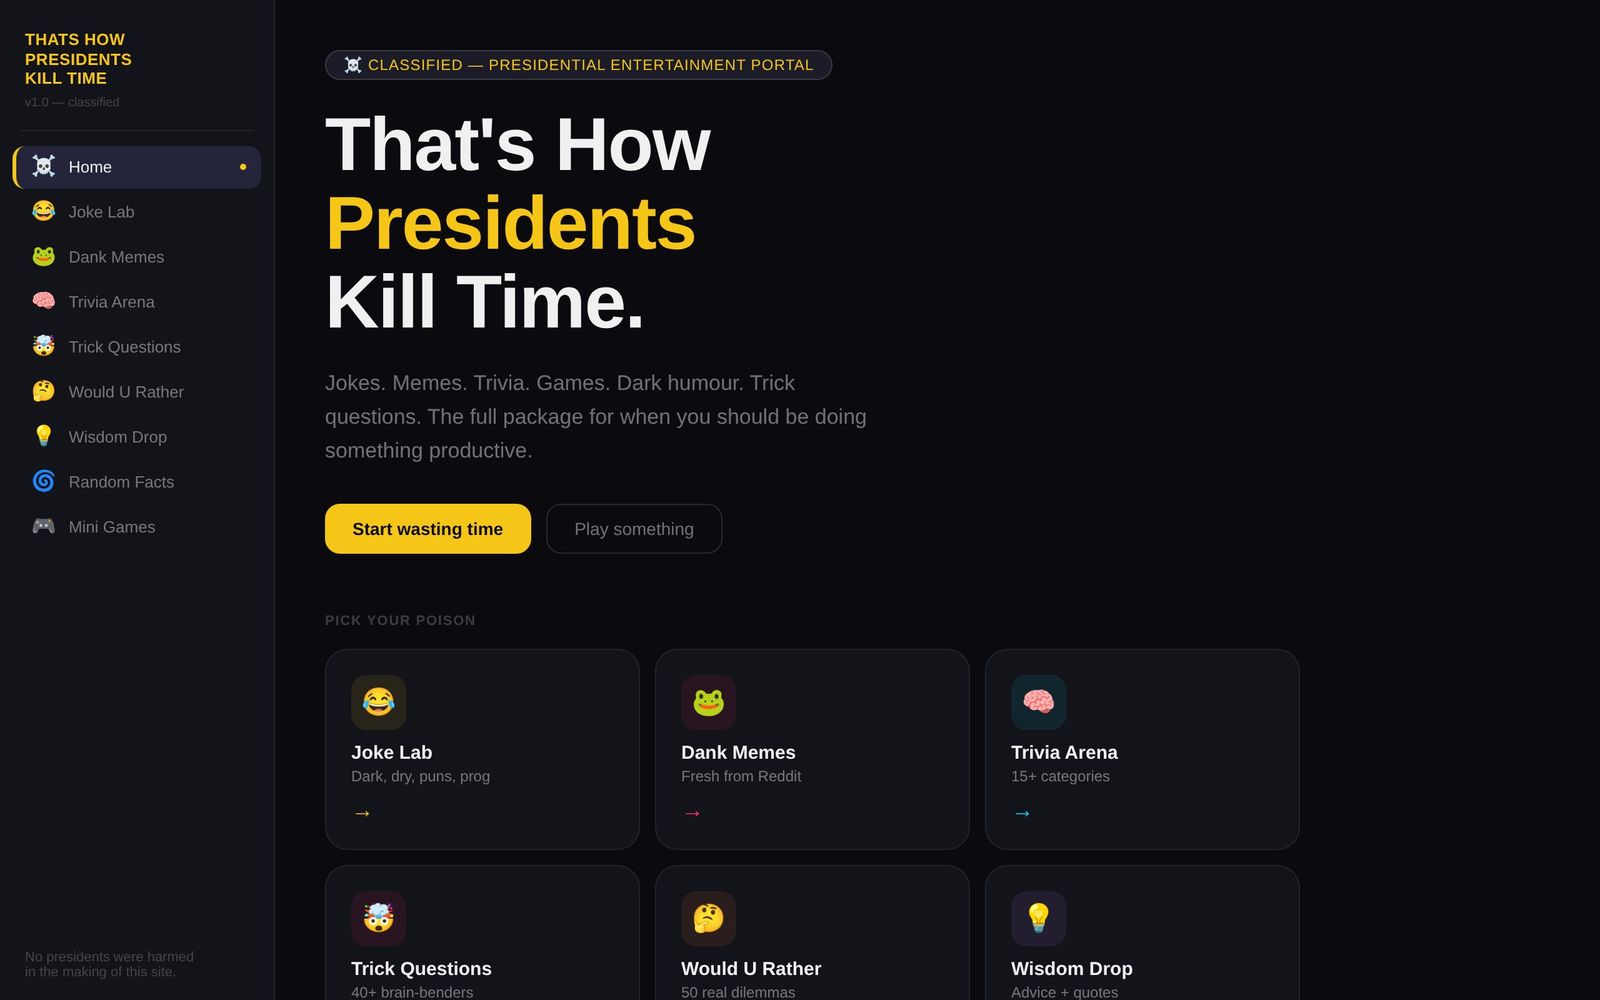 THATS HOW
PRESIDENTS
KILL TIME
v1.0 — classified
Home
Joke Lab
Dank Memes
Trivia Arena
Trick Questions
Would U Rather
Wisdom Drop
Random Facts
Mini Games
No presidents were harmed
in the making of this site.
CLASSIFIED — PRESIDENTIAL ENTERTAINMENT PORTAL
That's How
Presidents
Kill Time.
Jokes. Memes. Trivia. Games. Dark humour. Trick
questions. The full package for when you should be doing
something productive.
Start wasting time
Play something
PICK YOUR POISON
Joke Lab
Dark, dry, puns, prog
→
Dank Memes
Fresh from Reddit
→
Trivia Arena
15+ categories
→
Trick Questions
40+ brain-benders
Would U Rather
50 real dilemmas
Wisdom Drop
Advice + quotes